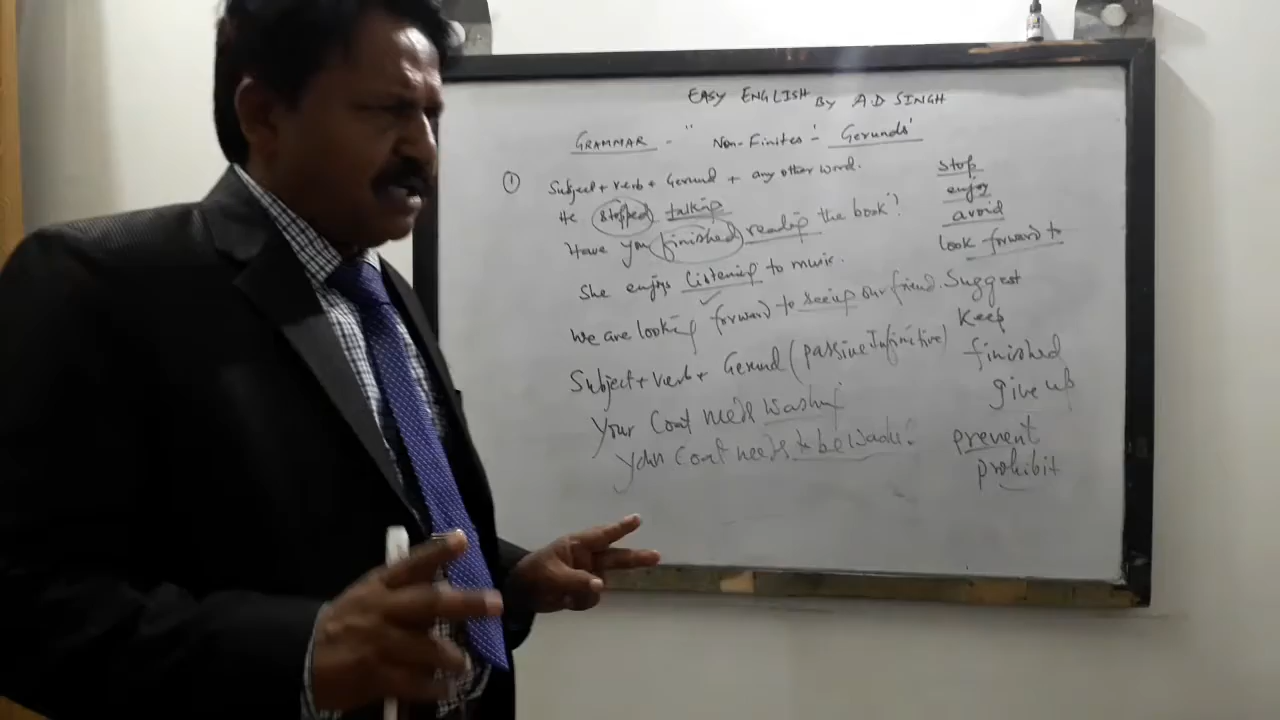 EASY ENGLISH BY A.D SINGH
GRAMMAR - " Non-Finites - Gerunds"
① Subject + verb + Gerund + any other word.
He stopped talking
Have you finished reading the book?
She enjoys listening to music.
We are looking forward to seeing our friend.
Subject + verb + Gerund (passive Infinitive)
Your Coat needs washing
Your Coat needs to be
stop
enjoy
avoid
look forward to
Suggest
Keep
finished
give up
prevent
prohibit